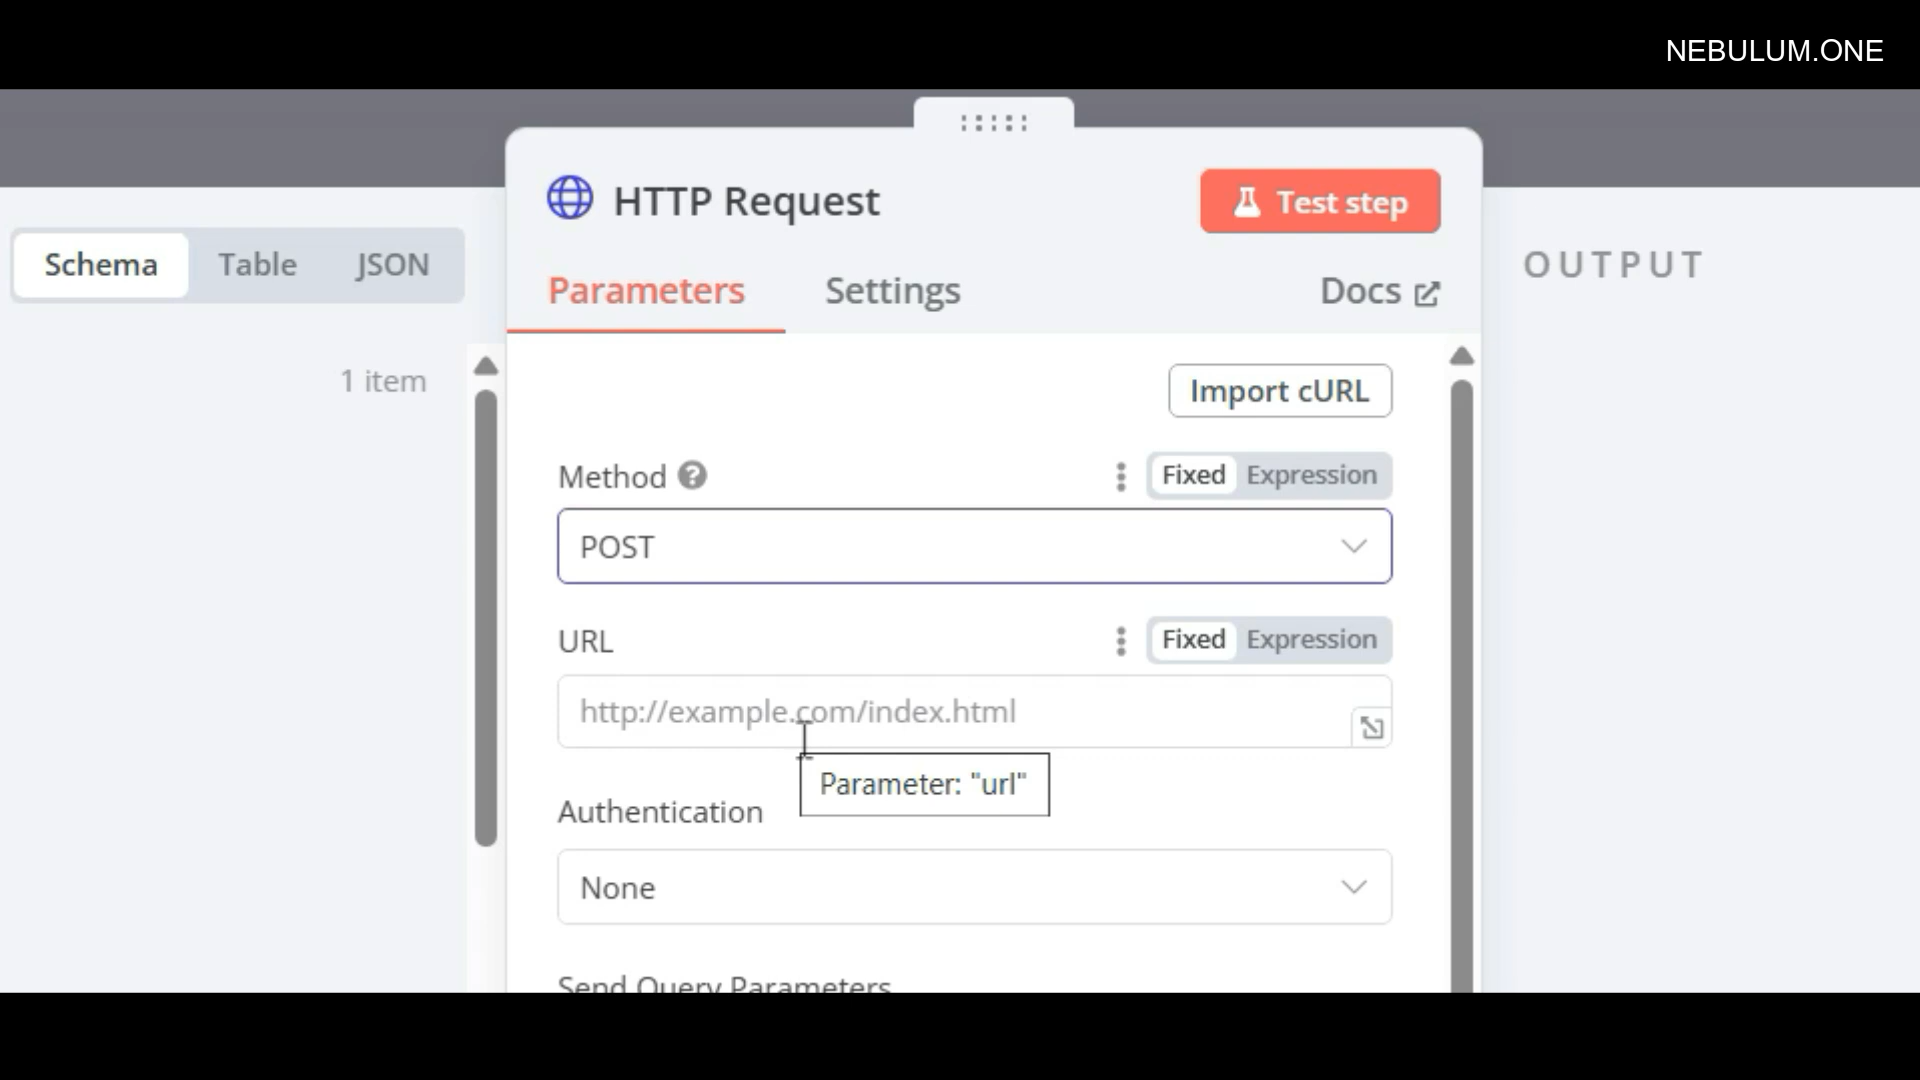 NEBULUM.ONE
HTTP Request
Test step
Schema
Table
JSON
OUTPUT
Parameters
Settings
Docs
1 item
Import cURL
Method
Fixed
Expression
POST
URL
Fixed
Expression
http://example.com/index.html
Parameter: "url"
Authentication
None
Send Query Parameters